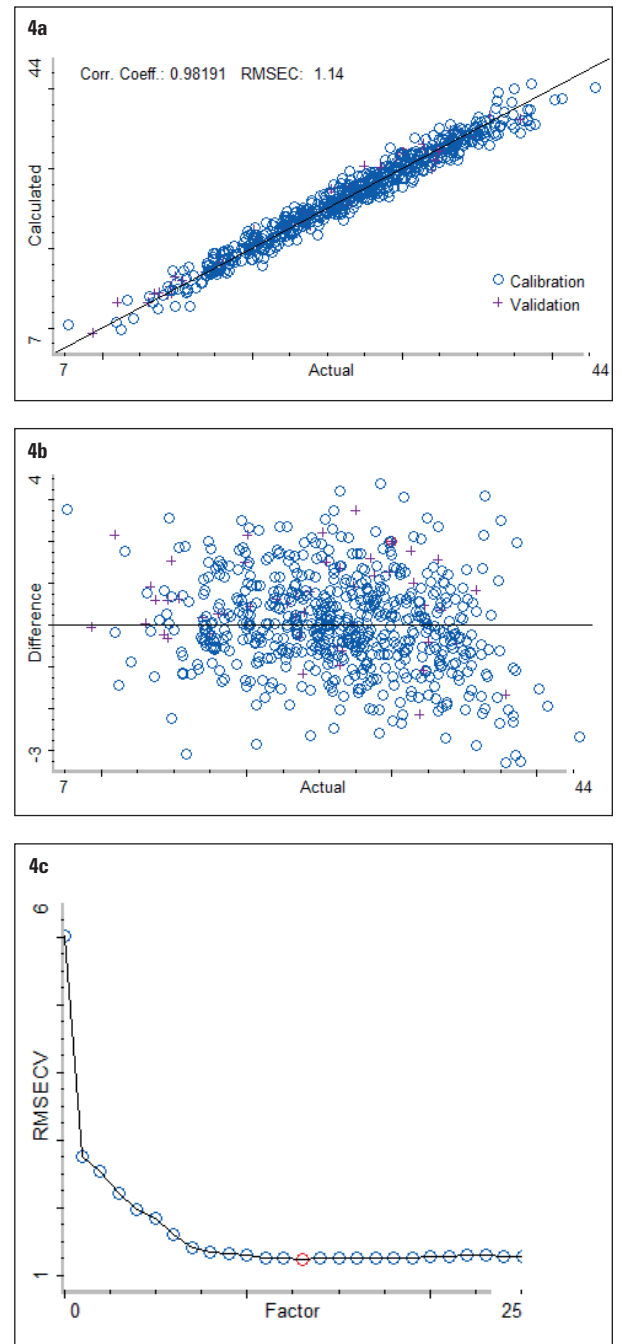 4a
44
Corr. Coeff.: 0.98191 RMSEC: 1.14
Calculated
Calibration
Validation
7
7
Actual
44
4b
4
Difference
-3
7
Actual
44
4c
6
RMSECV
1
0
Factor
25